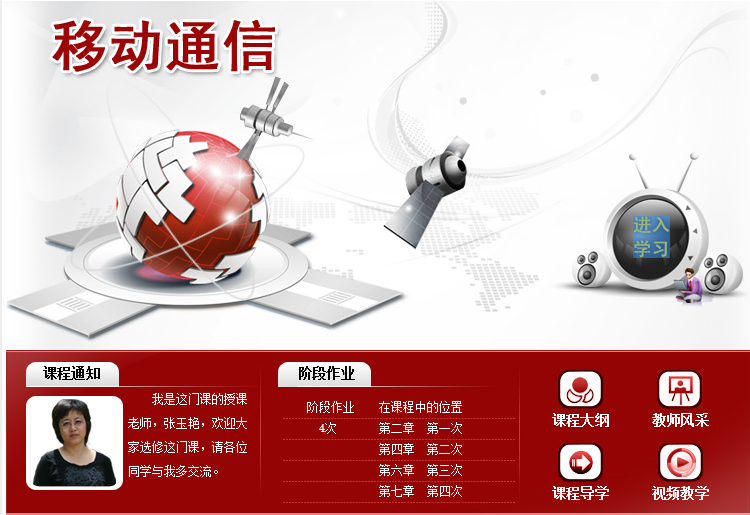 移动通信
进入
学习
课程通知
我是这门课的授课
老师，张玉艳，欢迎大
家选修这门课，请各位
同学与我多交流。
阶段作业
阶段作业 在课程中的位置
4次 第二章 第一次
第四章 第二次
第六章 第三次
第七章 第四次
课程大纲 教师风采
课程导学 视频教学